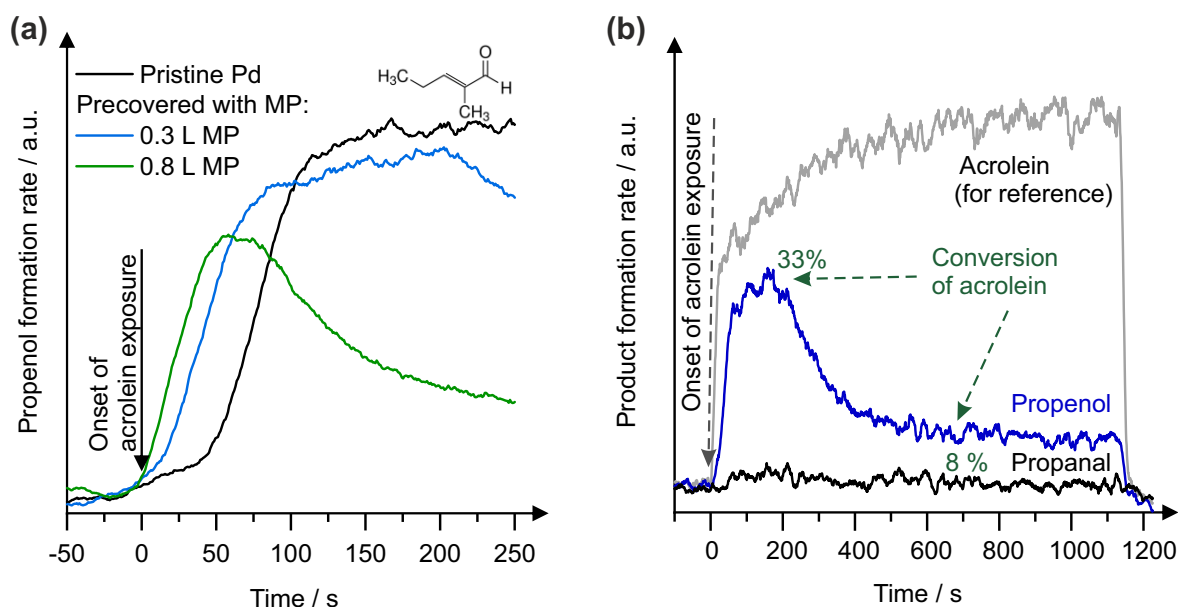 (a)
Propenol formation rate / a.u.
Pristine Pd
Precovered with MP:
0.3 L MP
0.8 L MP
H₃C
O
H
CH₃
Onset of
acrolein exposure
-50 0 50 100 150 200 250
Time / s
(b)
Product formation rate / a.u.
Onset of acrolein exposure
Acrolein
(for reference)
33%
Conversion
of acrolein
Propenol
8 %
Propanal
0 200 400 600 800 1000 1200
Time / s